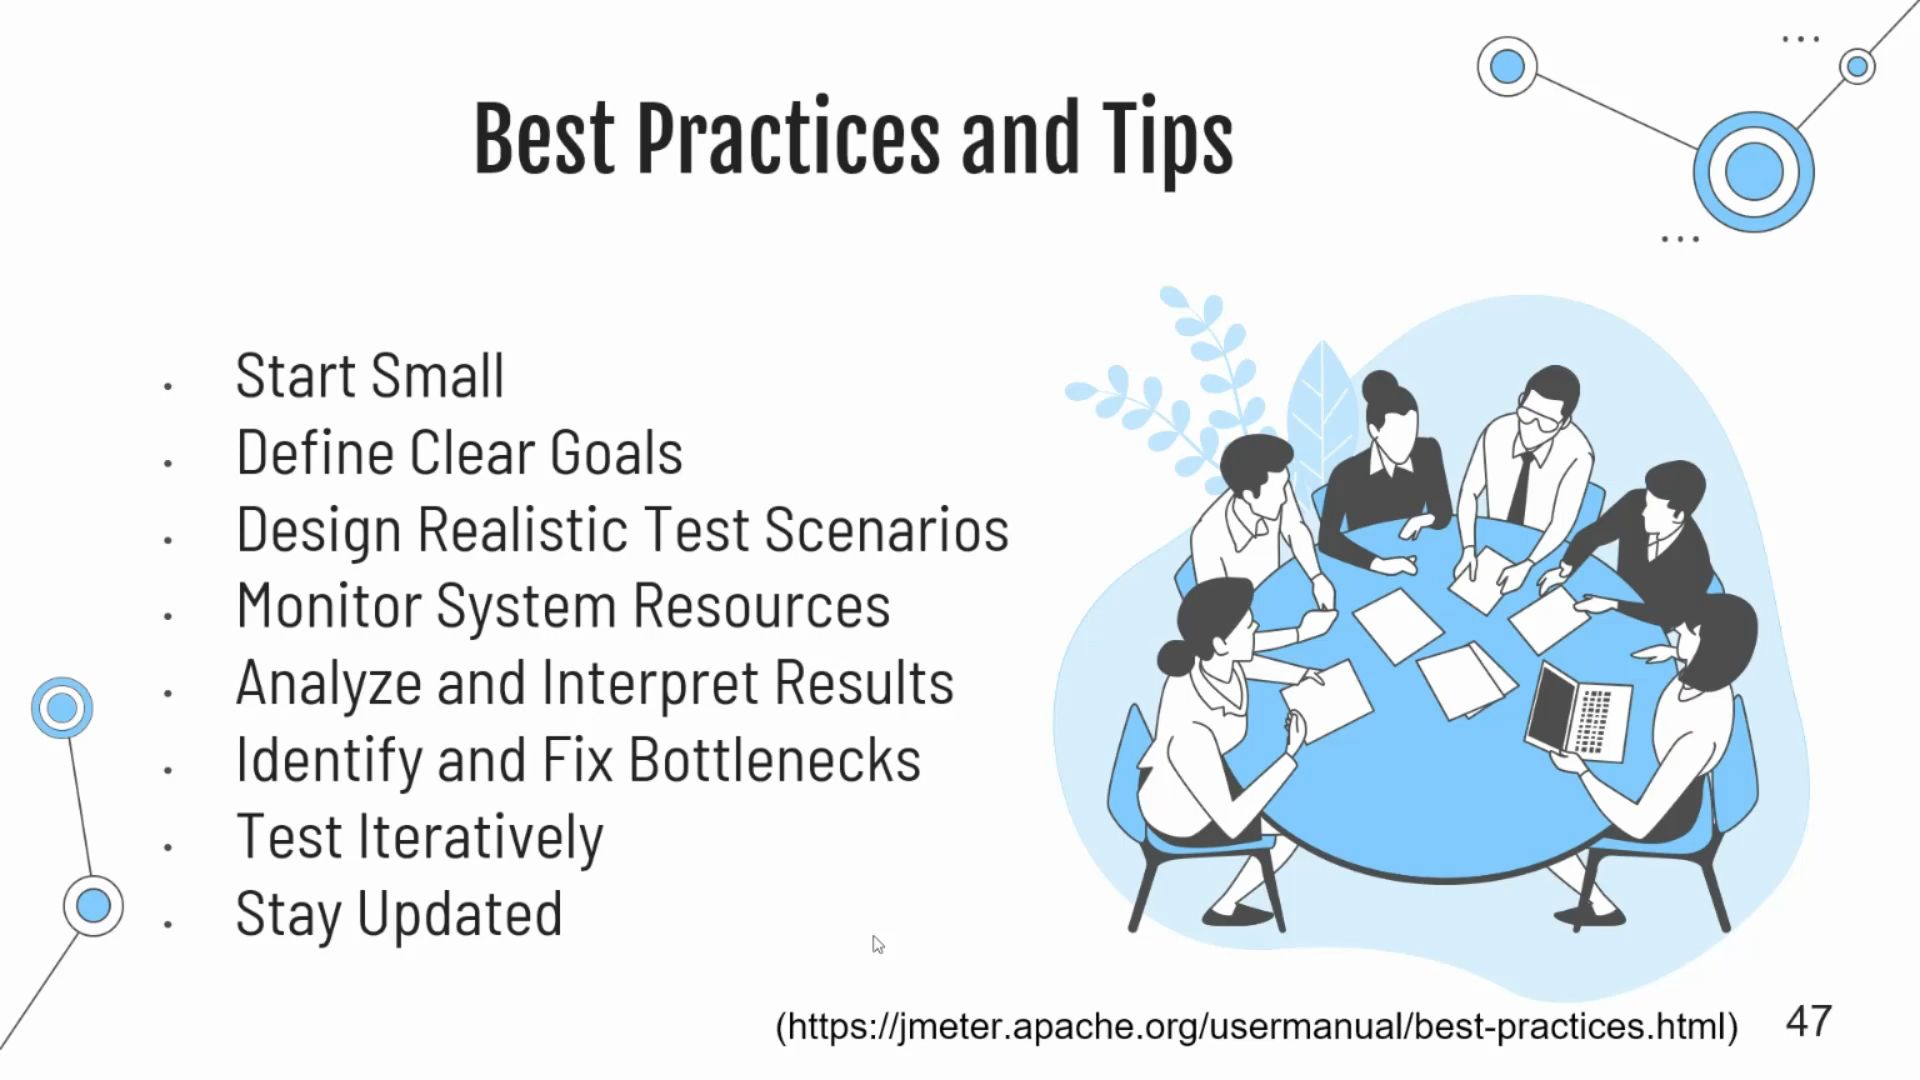 Best Practices and Tips
• Start Small
• Define Clear Goals
• Design Realistic Test Scenarios
• Monitor System Resources
• Analyze and Interpret Results
• Identify and Fix Bottlenecks
• Test Iteratively
• Stay Updated
(https://jmeter.apache.org/usermanual/best-practices.html)
47